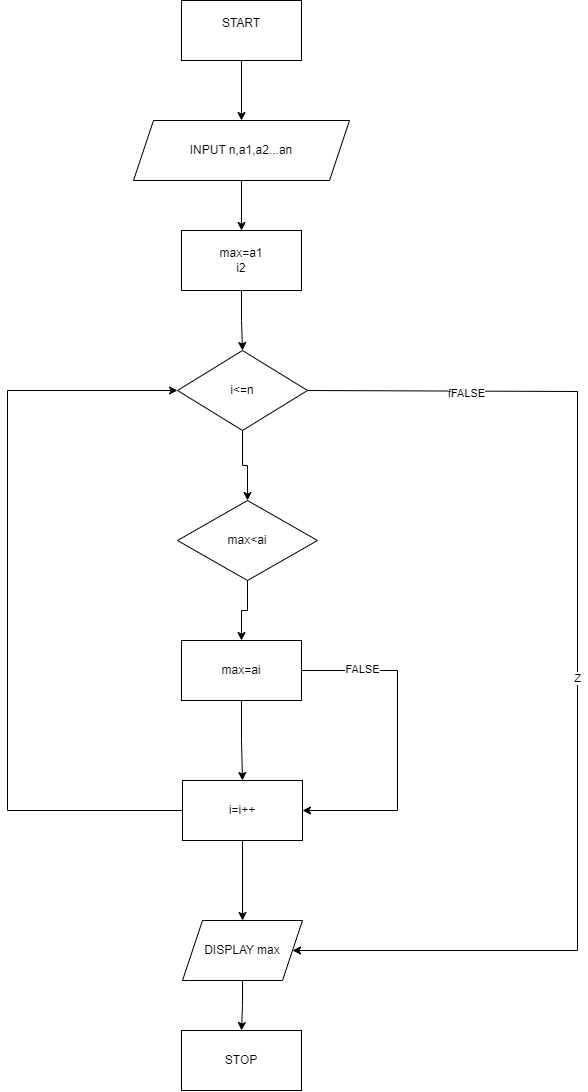 START
INPUT n,a1,a2...an
max=a1
i2
i<=n
fFALSE
max<ai
max=ai
FALSE
Z
i=i++
DISPLAY max
STOP